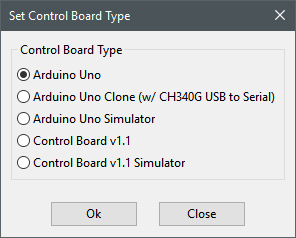 Set Control Board Type
Control Board Type
Arduino Uno
Arduino Uno Clone (w/ CH340G USB to Serial)
Arduino Uno Simulator
Control Board v1.1
Control Board v1.1 Simulator
Ok Close